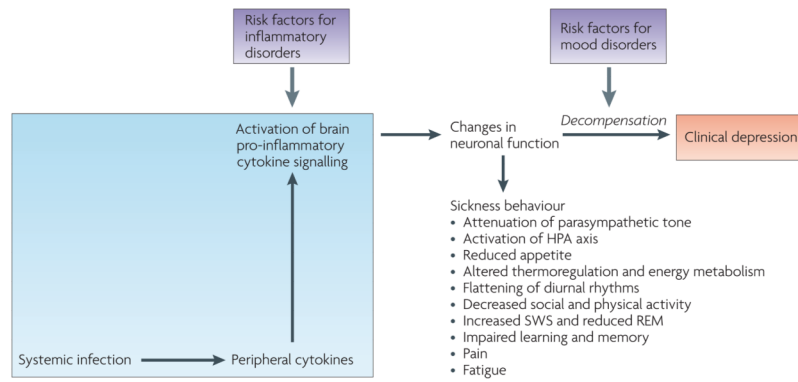 Risk factors for
inflammatory
disorders
Risk factors for
mood disorders
Activation of brain
pro-inflammatory
cytokine signalling
Changes in
neuronal function
Decompensation
Clinical depression
Sickness behaviour
• Attenuation of parasympathetic tone
• Activation of HPA axis
• Reduced appetite
• Altered thermoregulation and energy metabolism
• Flattening of diurnal rhythms
• Decreased social and physical activity
• Increased SWS and reduced REM
• Impaired learning and memory
• Pain
• Fatigue
Systemic infection
Peripheral cytokines